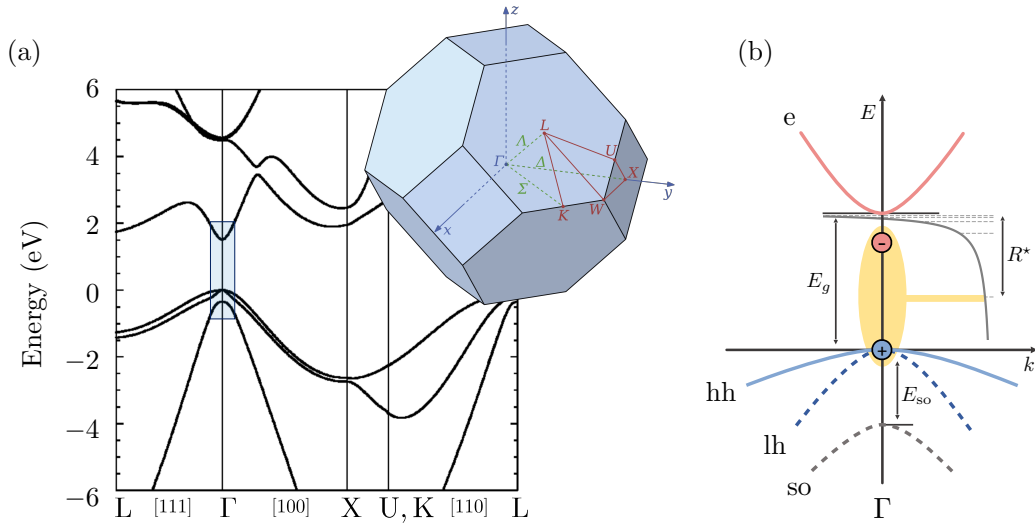 (a)
Energy (eV)
6
4
2
0
−2
−4
−6
L [111] Γ [100] X U, K [110] L
z
L
Λ
U
Γ
Δ
X
Σ
y
K
W
x
(b)
E
e
R*
E_g
k
hh
E_so
lh
so
Γ
-
+